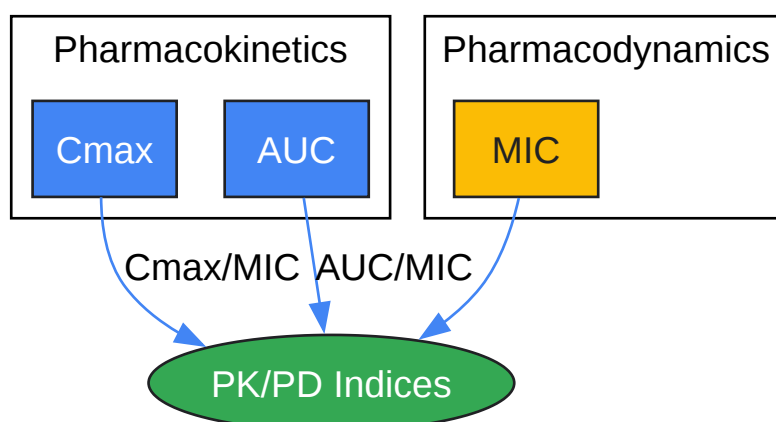 Pharmacokinetics
Pharmacodynamics
Cmax
AUC
MIC
Cmax/MIC
AUC/MIC
PK/PD Indices